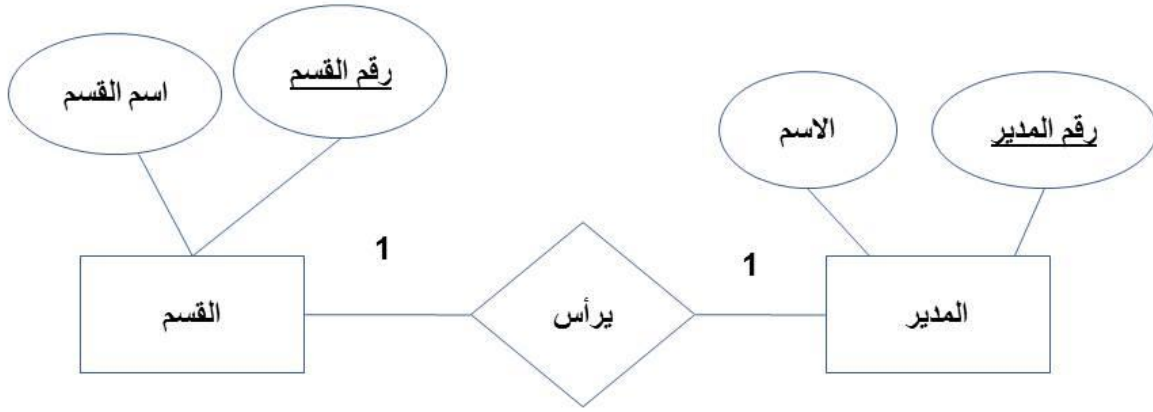 رقم المدير
الاسم
رقم القسم
اسم القسم
1
1
المدير
يرأس
القسم